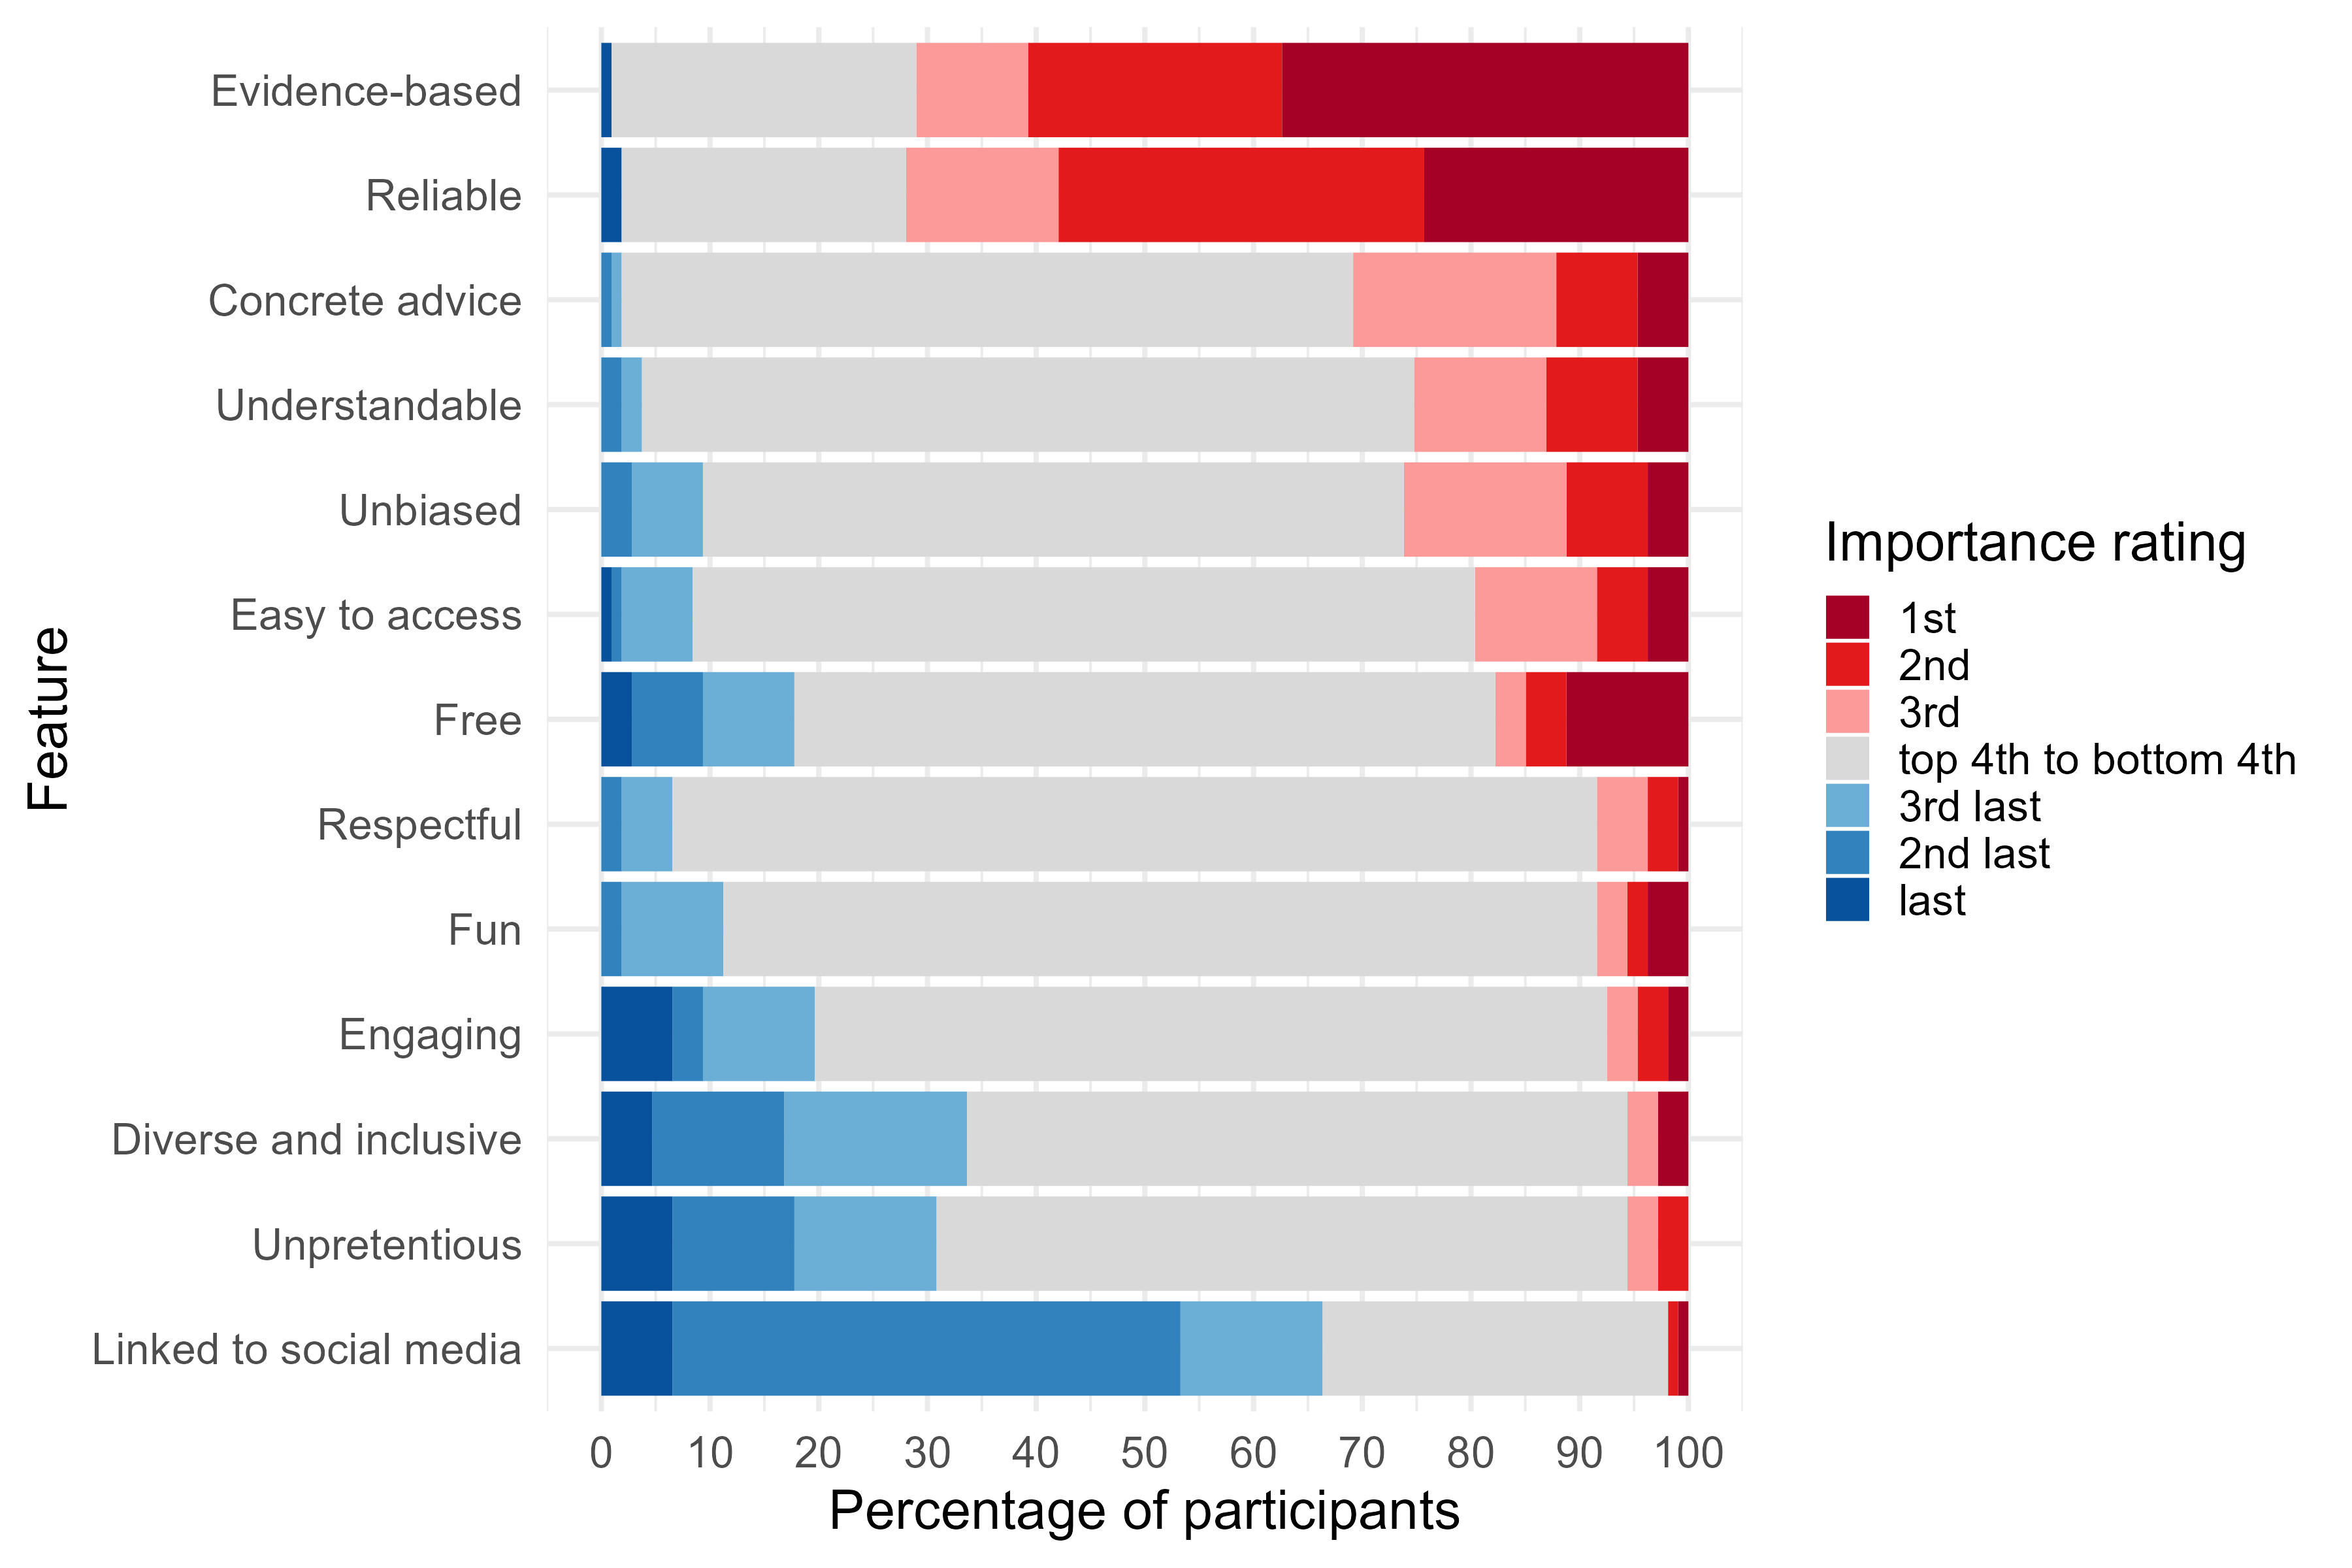 Evidence-based
Reliable
Concrete advice
Understandable
Unbiased
Easy to access
Free
Respectful
Fun
Engaging
Diverse and inclusive
Unpretentious
Linked to social media
Feature
0 10 20 30 40 50 60 70 80 90 100
Percentage of participants
Importance rating
1st
2nd
3rd
top 4th to bottom 4th
3rd last
2nd last
last